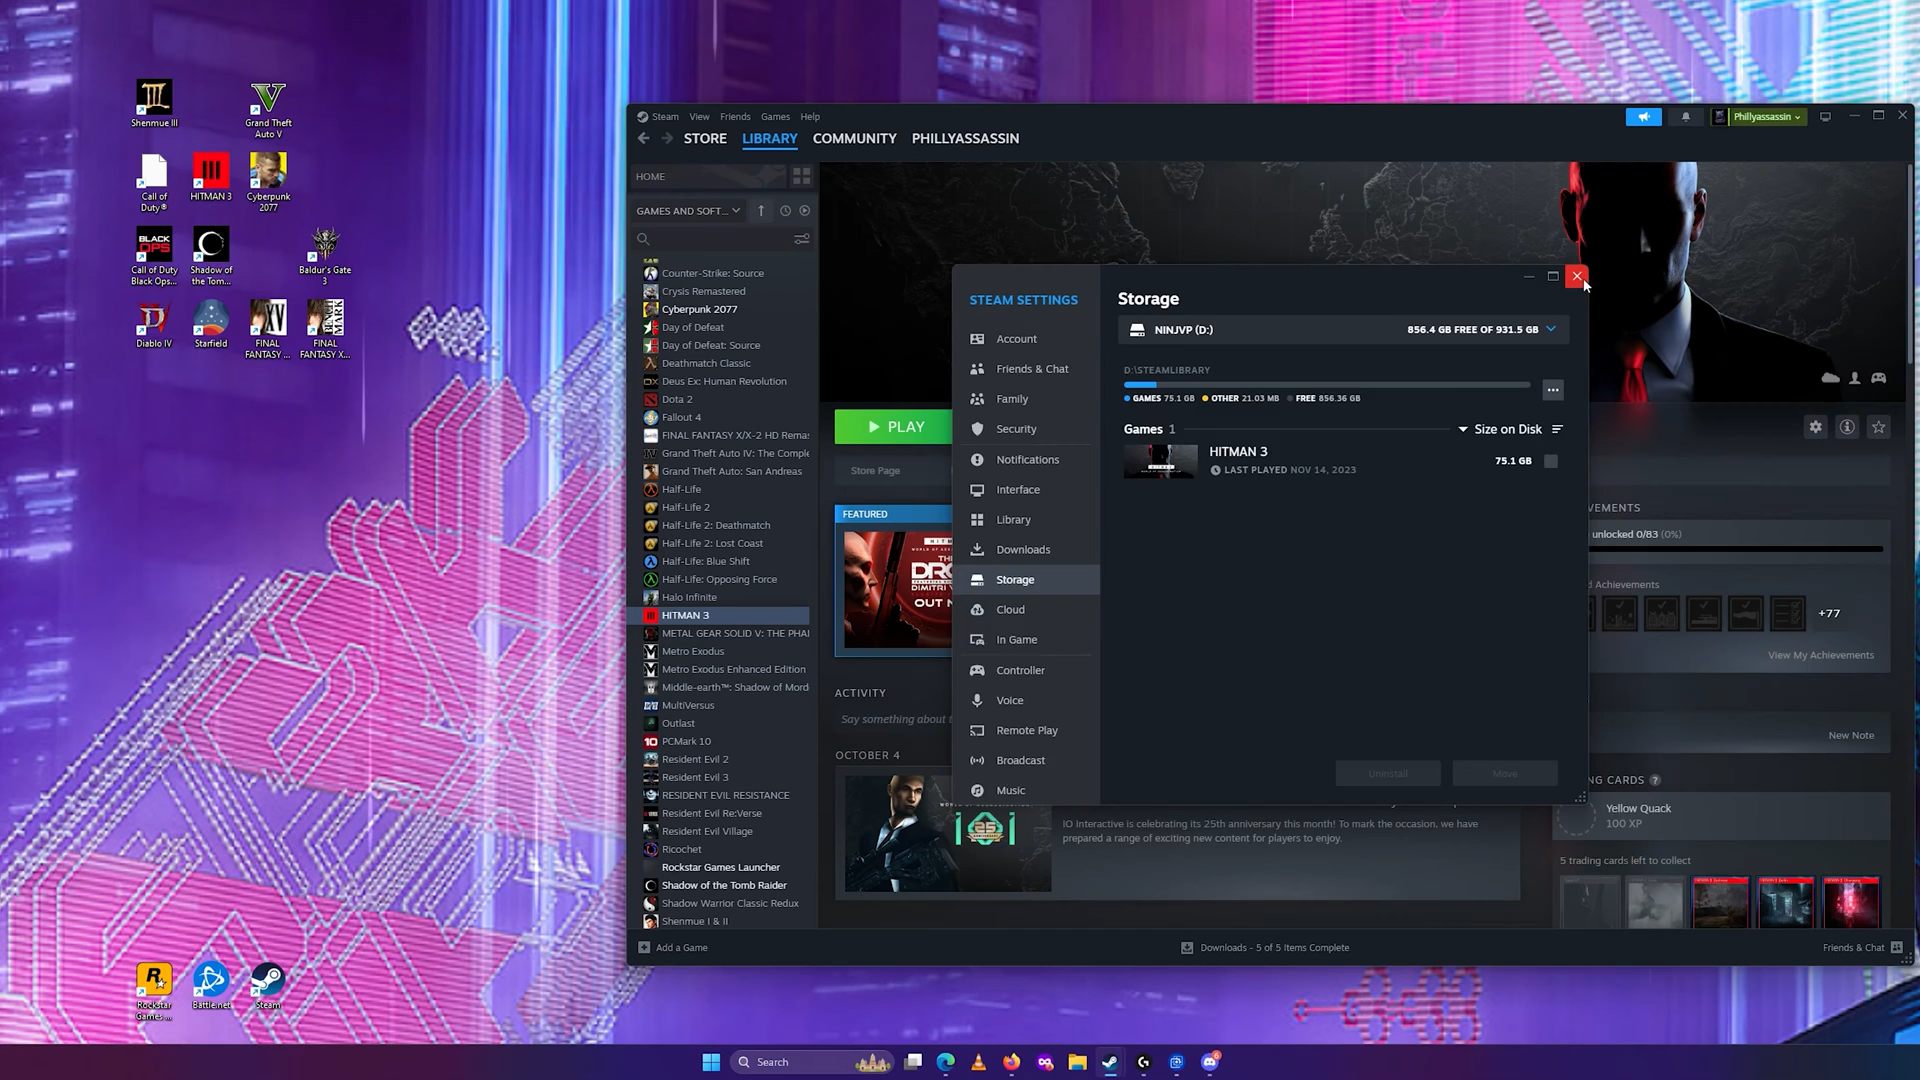 Shenmue III
Grand Theft
Auto V
Call of
Duty®
HITMAN 3
Cyberpunk
2077
BLACK
OPS
Call of Duty
Black Ops...
Shadow of
the Tom...
Baldur's Gate
3
Diablo IV
Starfield
XV
FINAL
FANTASY ...
BENCH
MARK
FINAL
FANTASY X...
Rockstar
Games ...
Battle.net
Steam
Steam View Friends Games Help
Phillyassassin
STORE LIBRARY COMMUNITY PHILLYASSASSIN
HOME
GAMES AND SOFT...
Counter-Strike: Source
Crysis Remastered
Cyberpunk 2077
Day of Defeat
Day of Defeat: Source
Deathmatch Classic
Deus Ex: Human Revolution
Dota 2
Fallout 4
FINAL FANTASY X/X-2 HD Remas
Grand Theft Auto IV: The Comple
Grand Theft Auto: San Andreas
Half-Life
Half-Life 2
Half-Life 2: Deathmatch
Half-Life 2: Lost Coast
Half-Life: Blue Shift
Half-Life: Opposing Force
Halo Infinite
HITMAN 3
METAL GEAR SOLID V: THE PHAI
Metro Exodus
Metro Exodus Enhanced Edition
Middle-earth™: Shadow of Mord
MultiVersus
Outlast
10 PCMark 10
Resident Evil 2
Resident Evil 3
RESIDENT EVIL RESISTANCE
Resident Evil Re:Verse
Resident Evil Village
Ricochet
Rockstar Games Launcher
Shadow of the Tomb Raider
Shadow Warrior Classic Redux
Shenmue I & II
Add a Game
PLAY
Store Page
FEATURED
HITM
THE
DRO
DIMITRI V
OUT N
ACTIVITY
Say something about t
OCTOBER 4
25
IO Interactive is celebrating its 25th anniversary this month! To mark the occasion, we have
prepared a range of exciting new content for players to enjoy.
STEAM SETTINGS
Account
Friends & Chat
Family
Security
Notifications
Interface
Library
Downloads
Storage
Cloud
In Game
Controller
Voice
Remote Play
Broadcast
Music
Storage
NINJVP (D:) 856.4 GB FREE OF 931.5 GB
D:\STEAMLIBRARY
GAMES 75.1 GB OTHER 21.03 MB FREE 856.36 GB
Games 1 Size on Disk
HITMAN 3
LAST PLAYED NOV 14, 2023
75.1 GB
Uninstall Move
VEMENTS
unlocked 0/83 (0%)
d Achievements
+77
View My Achievements
New Note
NG CARDS ?
Yellow Quack
100 XP
5 trading cards left to collect
Downloads - 5 of 5 Items Complete
Friends & Chat
Search